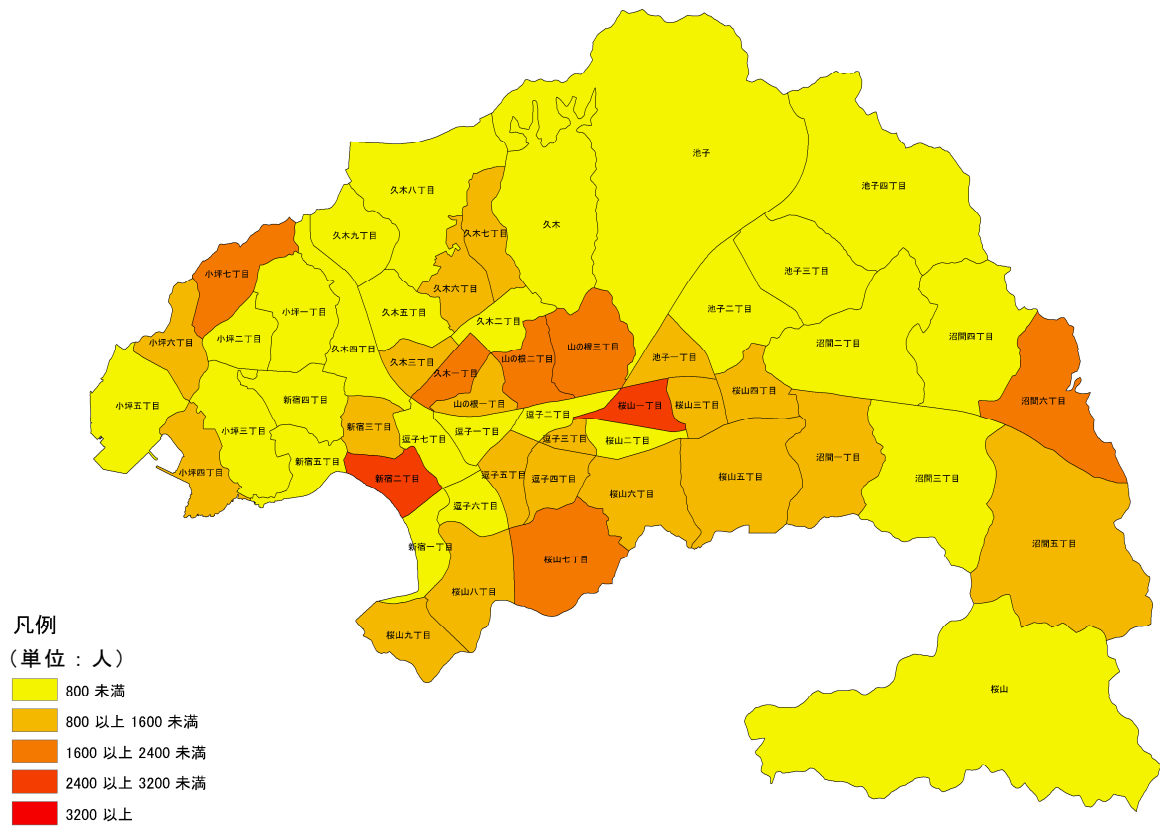 池子
池子四丁目
久木八丁目
久木
久木七丁目
久木九丁目
小坪七丁目
池子三丁目
久木六丁目
池子二丁目
小坪一丁目
久木五丁目
久木二丁目
沼間四丁目
小坪二丁目
小坪六丁目
沼間二丁目
久木四丁目
山の根三丁目
山の根二丁目
池子一丁目
久木三丁目
久木一丁目
桜山四丁目
新宿四丁目
沼間六丁目
小坪五丁目
山の根一丁目
桜山一丁目
桜山三丁目
逗子二丁目
新宿三丁目
小坪三丁目
逗子一丁目
逗子七丁目
逗子三丁目
桜山二丁目
沼間一丁目
新宿五丁目
小坪四丁目
新宿二丁目
逗子五丁目
逗子四丁目
桜山五丁目
沼間三丁目
桜山六丁目
逗子六丁目
新宿一丁目
沼間五丁目
桜山七丁目
桜山八丁目
桜山九丁目
桜山
凡例
(単位：人)
800 未満
800 以上 1600 未満
1600 以上 2400 未満
2400 以上 3200 未満
3200 以上